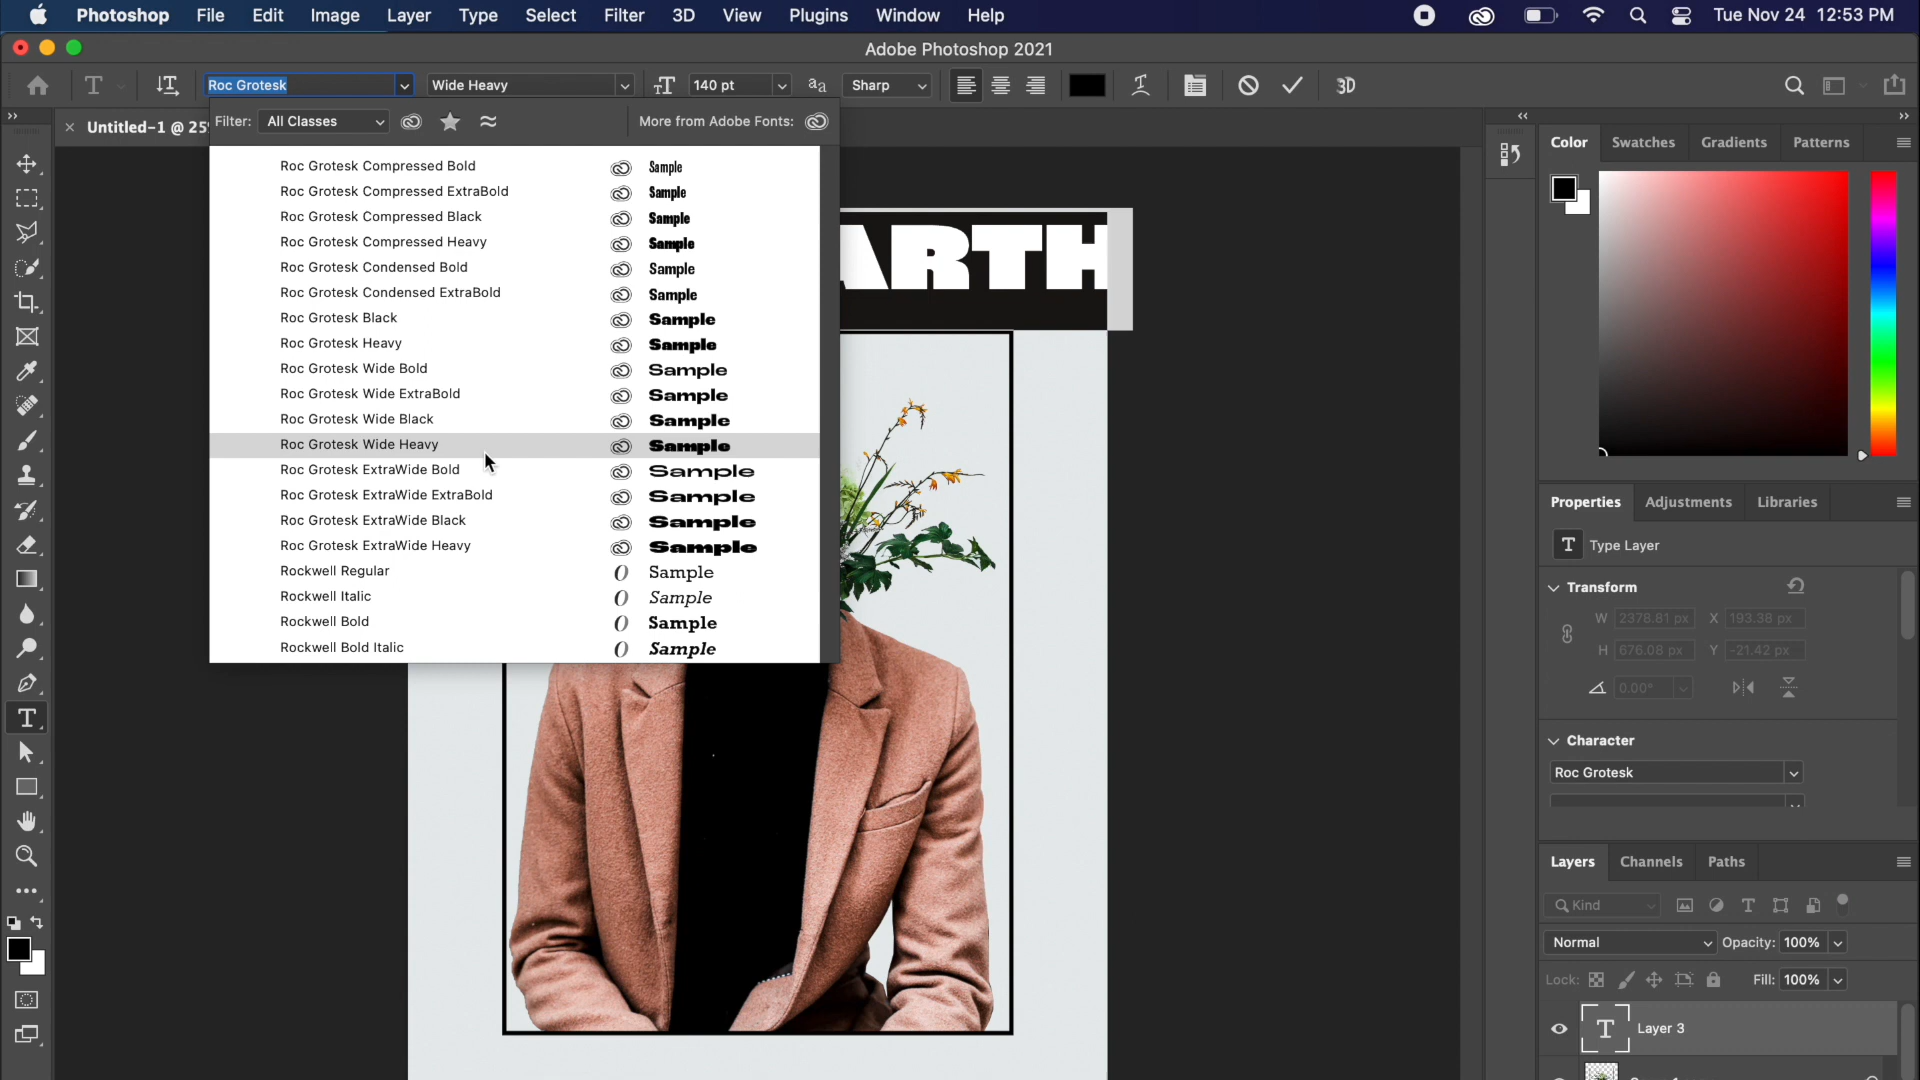 Photoshop File Edit Image Layer Type Select Filter 3D View Plugins Window Help Tue Nov 24 12:53 PM
Adobe Photoshop 2021
Roc Grotesk Wide Heavy 140 pt aa Sharp 3D
Filter: All Classes More from Adobe Fonts:
Untitled-1 @ 25
Roc Grotesk Compressed Bold Sample
Roc Grotesk Compressed ExtraBold Sample
Roc Grotesk Compressed Black Sample
Roc Grotesk Compressed Heavy Sample
Roc Grotesk Condensed Bold Sample
Roc Grotesk Condensed ExtraBold Sample
Roc Grotesk Black Sample
Roc Grotesk Heavy Sample
Roc Grotesk Wide Bold Sample
Roc Grotesk Wide ExtraBold Sample
Roc Grotesk Wide Black Sample
Roc Grotesk Wide Heavy Sample
Roc Grotesk ExtraWide Bold Sample
Roc Grotesk ExtraWide ExtraBold Sample
Roc Grotesk ExtraWide Black Sample
Roc Grotesk ExtraWide Heavy Sample
Rockwell Regular Sample
Rockwell Italic Sample
Rockwell Bold Sample
Rockwell Bold Italic Sample
ARTH
Color Swatches Gradients Patterns
Properties Adjustments Libraries
T Type Layer
Transform
W 2378.81 px X 193.38 px
H 676.08 px Y -21.42 px
0.00°
Character
Roc Grotesk
Layers Channels Paths
Kind
Normal Opacity: 100%
Lock: Fill: 100%
T Layer 3